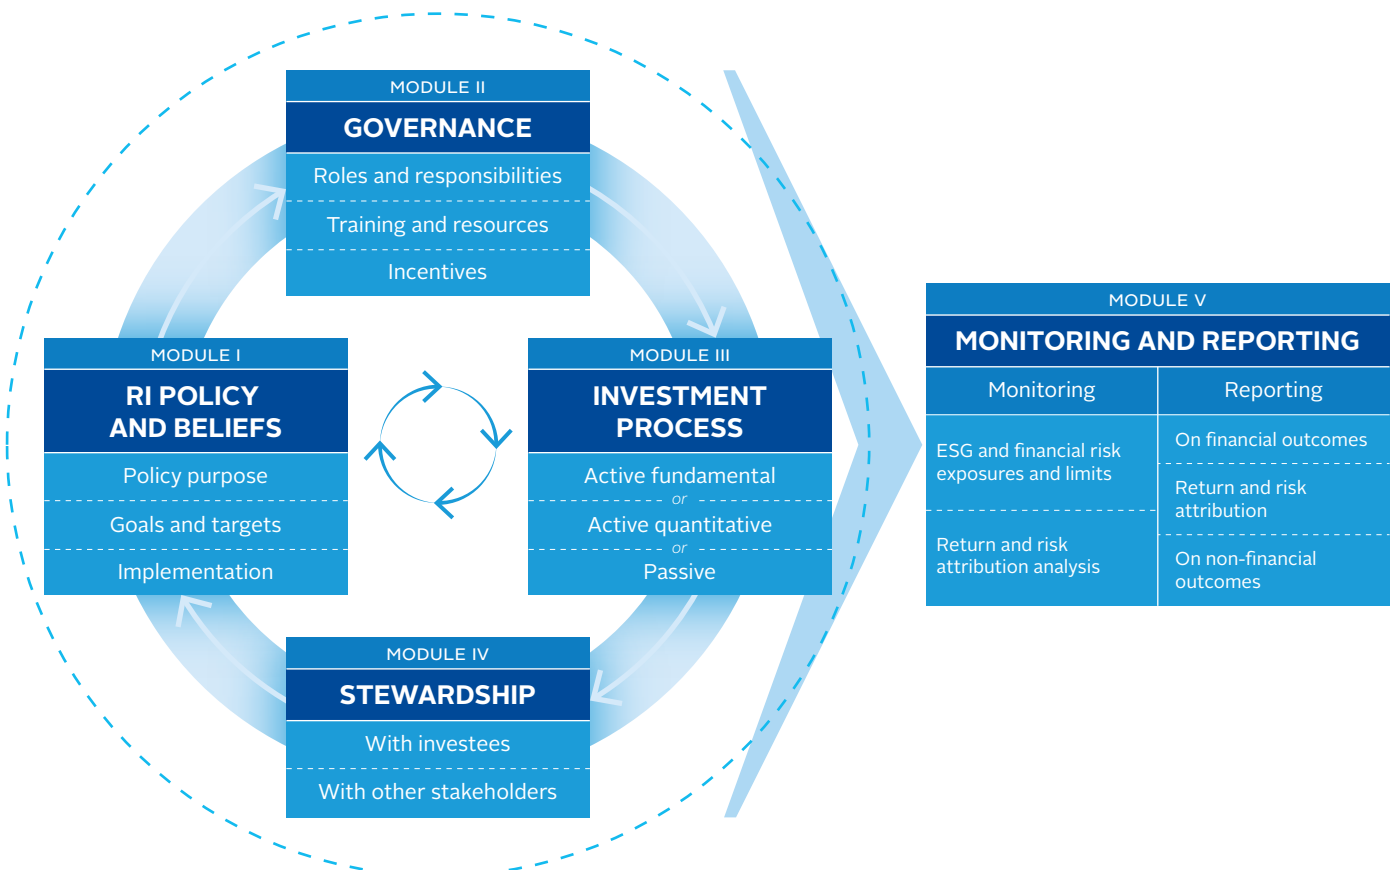 MODULE II
GOVERNANCE
Roles and responsibilities
Training and resources
Incentives
MODULE I
RI POLICY
AND BELIEFS
Policy purpose
Goals and targets
Implementation
MODULE III
INVESTMENT
PROCESS
Active fundamental
or
Active quantitative
or
Passive
MODULE IV
STEWARDSHIP
With investees
With other stakeholders
MODULE V
MONITORING AND REPORTING
Monitoring
ESG and financial risk
exposures and limits
Return and risk
attribution analysis
Reporting
On financial outcomes
Return and risk
attribution
On non-financial
outcomes